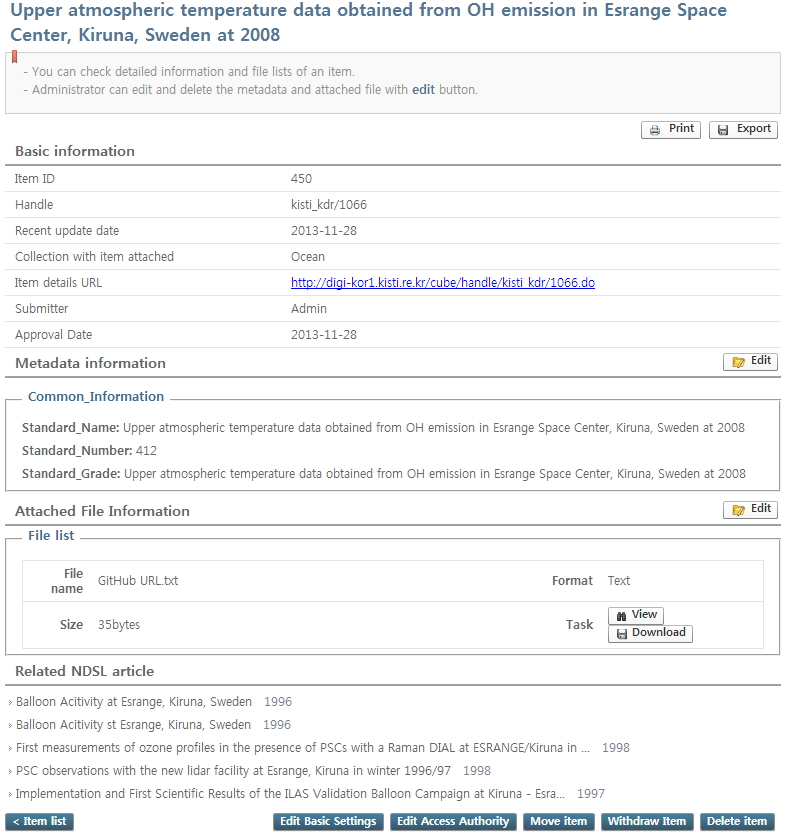 Upper atmospheric temperature data obtained from OH emission in Esrange Space
Center, Kiruna, Sweden at 2008
- You can check detailed information and file lists of an item.
- Administrator can edit and delete the metadata and attached file with edit button.
Print Export
Basic information
Item ID 450
Handle kisti_kdr/1066
Recent update date 2013-11-28
Collection with item attached Ocean
Item details URL http://digi-kor1.kisti.re.kr/cube/handle/kisti_kdr/1066.do
Submitter Admin
Approval Date 2013-11-28
Metadata information Edit
Common_Information
Standard_Name: Upper atmospheric temperature data obtained from OH emission in Esrange Space Center, Kiruna, Sweden at 2008
Standard_Number: 412
Standard_Grade: Upper atmospheric temperature data obtained from OH emission in Esrange Space Center, Kiruna, Sweden at 2008
Attached File Information Edit
File list
File name GitHub URL.txt Format Text
Size 35bytes Task View
Download
Related NDSL article
› Balloon Acitivity at Esrange, Kiruna, Sweden 1996
› Balloon Acitivity st Esrange, Kiruna, Sweden 1996
› First measurements of ozone profiles in the presence of PSCs with a Raman DIAL at ESRANGE/Kiruna in ... 1998
› PSC observations with the new lidar facility at Esrange, Kiruna in winter 1996/97 1998
› Implementation and First Scientific Results of the ILAS Validation Balloon Campaign at Kiruna - Esra... 1997
< Item list Edit Basic Settings Edit Access Authority Move item Withdraw Item Delete item